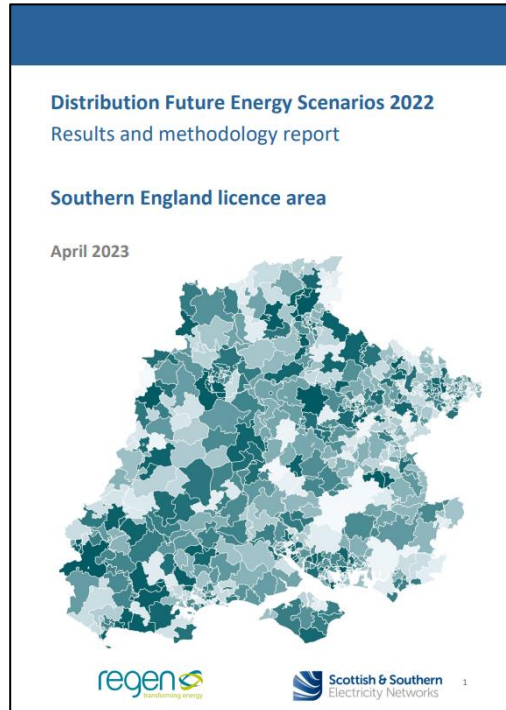 Distribution Future Energy Scenarios 2022
Results and methodology report
Southern England licence area
April 2023
regen
transforming energy
Scottish & Southern
Electricity Networks
1